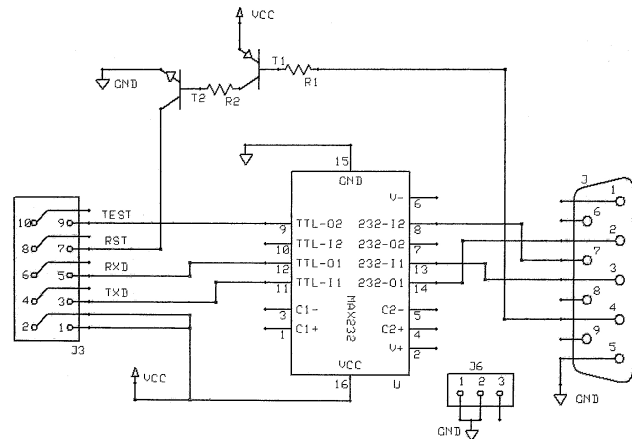 VCC
T1
R1
GND
T2
R2
15
GND
V-
6
J
1
6
2
7
3
8
4
9
5
10
9
TEST
8
7
RST
6
5
RXD
4
3
TXD
2
1
J3
9
TTL-O2
232-I2
8
10
TTL-I2
232-O2
7
12
TTL-O1
232-I1
13
11
TTL-I1
232-O1
14
3
C1-
C2-
5
1
C1+
C2+
4
MAX232
V+
2
VCC
16
U
VCC
J6
1 2 3
GND
GND